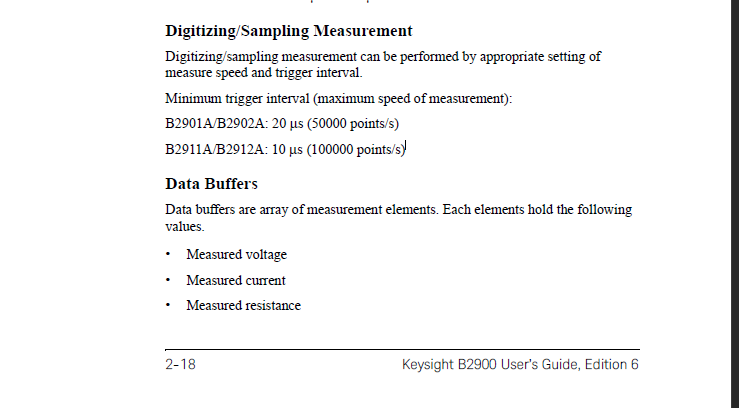 Digitizing/Sampling Measurement
Digitizing/sampling measurement can be performed by appropriate setting of
measure speed and trigger interval.
Minimum trigger interval (maximum speed of measurement):
B2901A/B2902A: 20 μs (50000 points/s)
B2911A/B2912A: 10 μs (100000 points/s)
Data Buffers
Data buffers are array of measurement elements. Each elements hold the following
values.
• Measured voltage
• Measured current
• Measured resistance
2-18 Keysight B2900 User's Guide, Edition 6